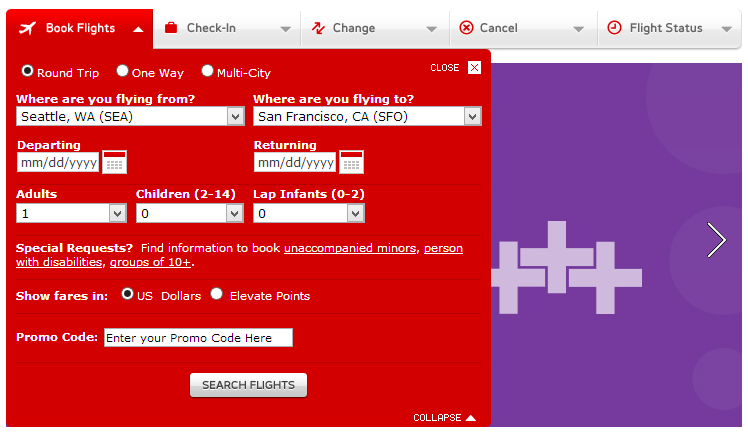 Book Flights Check-In Change Cancel Flight Status
Round Trip One Way Multi-City CLOSE
Where are you flying from? Where are you flying to?
Seattle, WA (SEA) San Francisco, CA (SFO)
Departing Returning
mm/dd/yyyy mm/dd/yyyy
Adults Children (2-14) Lap Infants (0-2)
1 0 0
Special Requests? Find information to book unaccompanied minors, person
with disabilities, groups of 10+.
Show fares in: US Dollars Elevate Points
Promo Code: Enter your Promo Code Here
SEARCH FLIGHTS
COLLAPSE